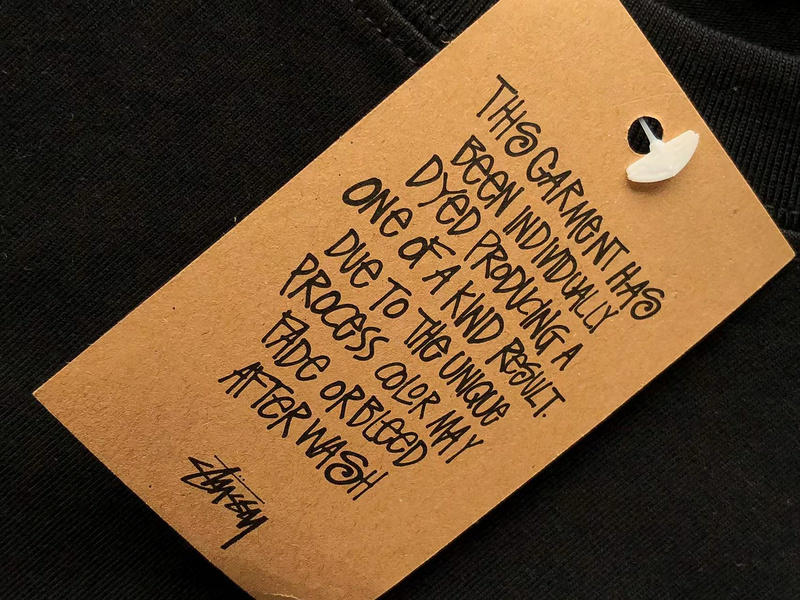 THIS GARMENT HAS
BEEN INDIVIDUALLY
DYED PRODUCING A
ONE OF A KIND RESULT.
DUE TO THE UNIQUE
PROCESS COLOR MAY
FADE OR BLEED
AFTER WASH
STÜSSY